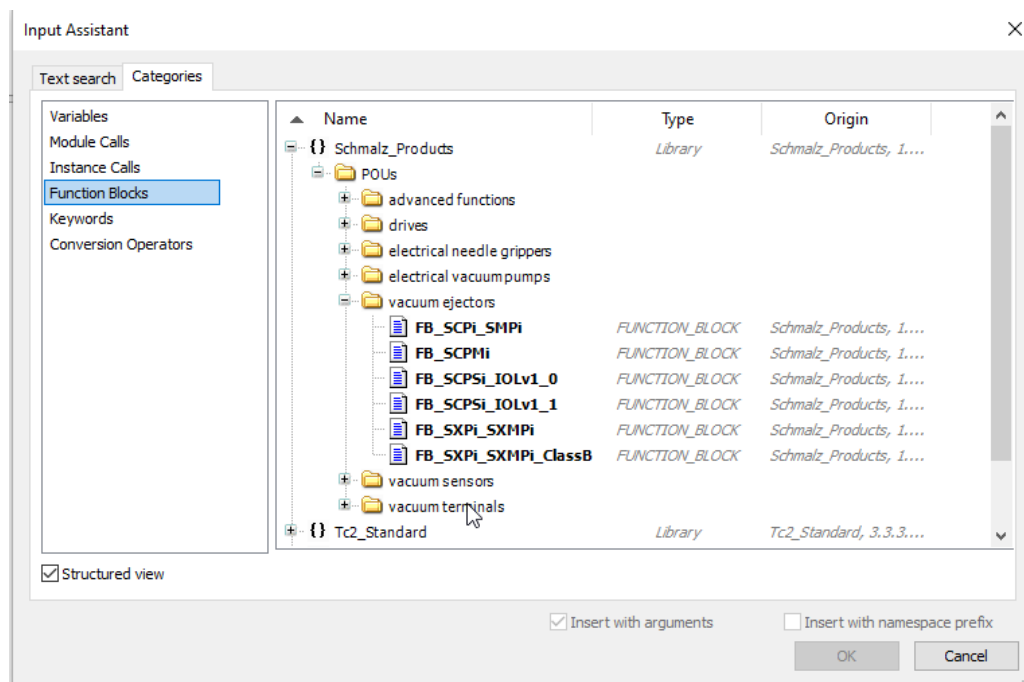 Input Assistant
Text search Categories
Variables
Module Calls
Instance Calls
Function Blocks
Keywords
Conversion Operators
Name Type Origin
{} Schmalz_Products Library Schmalz_Products, 1....
POUs
advanced functions
drives
electrical needle grippers
electrical vacuum pumps
vacuum ejectors
FB_SCPi_SMPi FUNCTION_BLOCK Schmalz_Products, 1....
FB_SCPMi FUNCTION_BLOCK Schmalz_Products, 1....
FB_SCPSi_IOLv1_0 FUNCTION_BLOCK Schmalz_Products, 1....
FB_SCPSi_IOLv1_1 FUNCTION_BLOCK Schmalz_Products, 1....
FB_SXPi_SXMPi FUNCTION_BLOCK Schmalz_Products, 1....
FB_SXPi_SXMPi_ClassB FUNCTION_BLOCK Schmalz_Products, 1....
vacuum sensors
vacuum terminals
{} Tc2_Standard Library Tc2_Standard, 3.3.3....
Structured view
Insert with arguments Insert with namespace prefix
OK Cancel